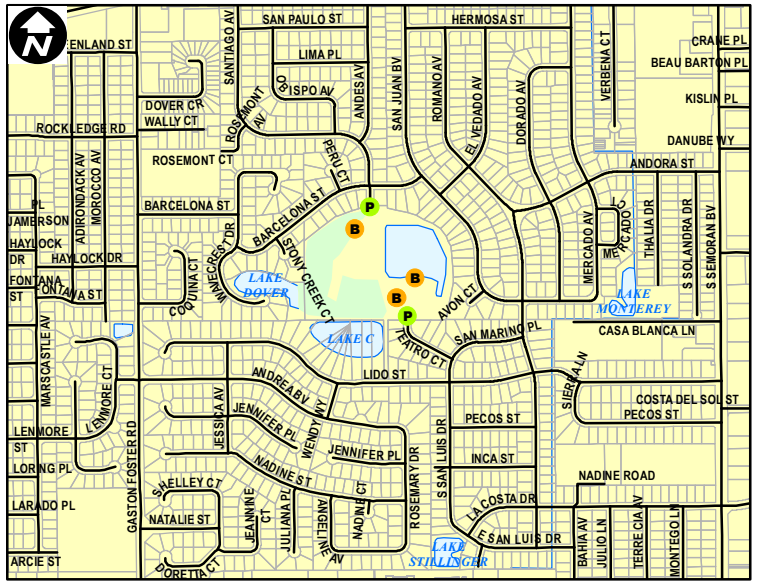 N
SAN PAULO ST
HERMOSA ST
EENLAND ST
SANTIAGO AV
LIMA PL
OBISPO AV
ANDES AV
SAN JUAN BV
ROMANO AV
EL VEDADO AV
DORADO AV
VERBENA CT
CRANE PL
BEAU BARTON PL
KISLIN PL
DANUBE WY
DOVER CR
WALLY CT
ROSEMONT AV
ROCKLEDGE RD
ROSEMONT CT
PERU CT
ANDORA ST
ADIRONDACK AV
MOROCCO AV
BARCELONA ST
BARCELONA ST
P
B
PL
JAMERSON
HAYLOCK
DR
HAYLOCK DR
WAVECREST DR
STONY CREEK CT
MERCADO AV
MERCADO CT
THALIA DR
S SOLANDRA DR
S SEMORAN BV
FONTANA
ST
FONTANA ST
COQUINA CT
LAKE
DOVER
B
B
P
AVON CT
LAKE
MONTEREY
MARSCASTLE AV
LAKE C
TEATRO CT
SAN MARINO PL
CASA BLANCA LN
LENMORE CT
ANDREA BV
LIDO ST
SIERRA LN
COSTA DEL SOL ST
PECOS ST
JESSICA AV
JENNIFER PL
WENDY WY
PECOS ST
LENMORE
ST
GASTON FOSTER RD
JENNIFER PL
ROSEMARY DR
S SAN LUIS DR
INCA ST
LORING PL
NADINE ST
NADINE ROAD
SHELLEY CT
LARADO PL
NATALIE ST
JEANNINE
CT
JULIANA PL
ANGELINE AV
NADINE CT
LA COSTA DR
E SAN LUIS DR
BAHIA AV
JULIO LN
TERRE CIA AV
MONTEGO LN
LAKE
STILLINGER
ARCIE ST
DORETTA CT